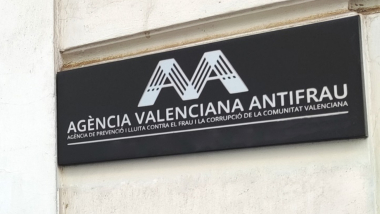 AGÈNCIA VALENCIANA ANTIFRAU
AGÈNCIA DE PREVENCIÓ I LLUITA CONTRA EL FRAU I LA CORRUPCIÓ DE LA COMUNITAT VALENCIANA